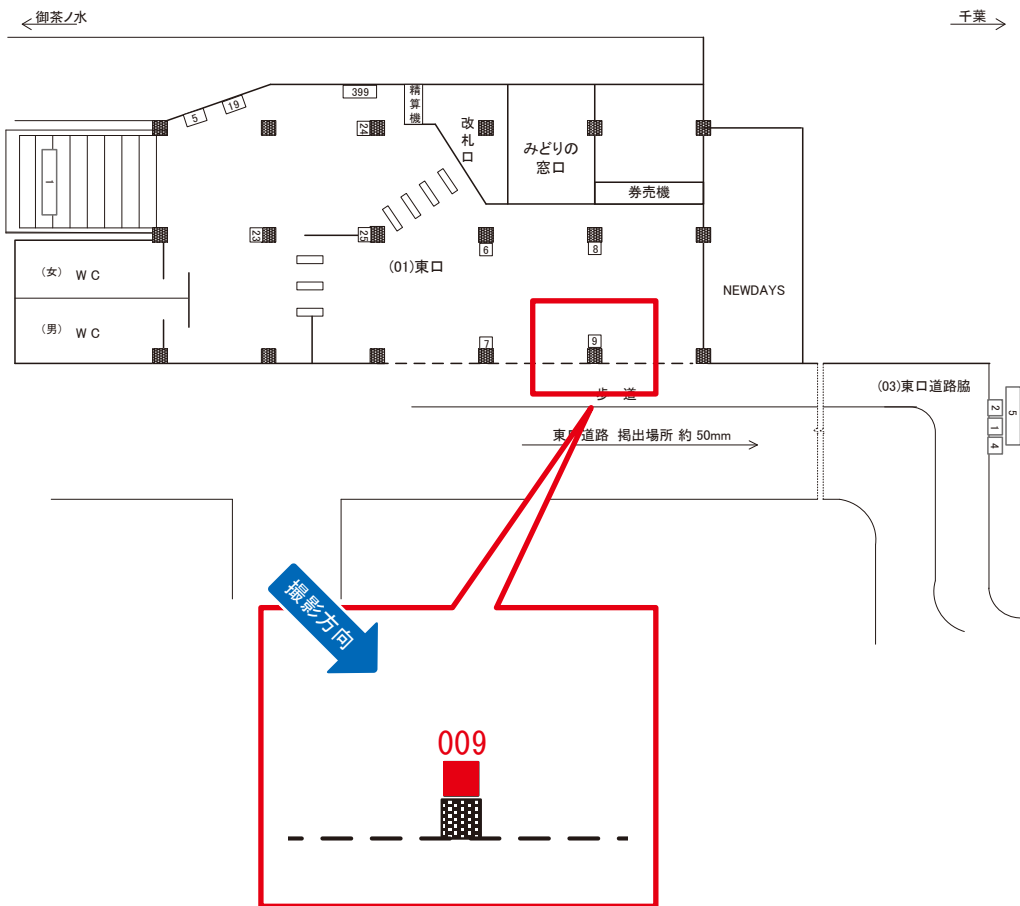 御茶ノ水
千葉
5
19
399
精算機
24
改札口
みどりの
窓口
券売機
1
23
25
6
8
(01)東口
(女) WC
(男) WC
NEWDAYS
7
9
歩道
(03)東口道路脇
2
1
4
5
東口道路 掲出場所 約 50mm
撮影方向
009